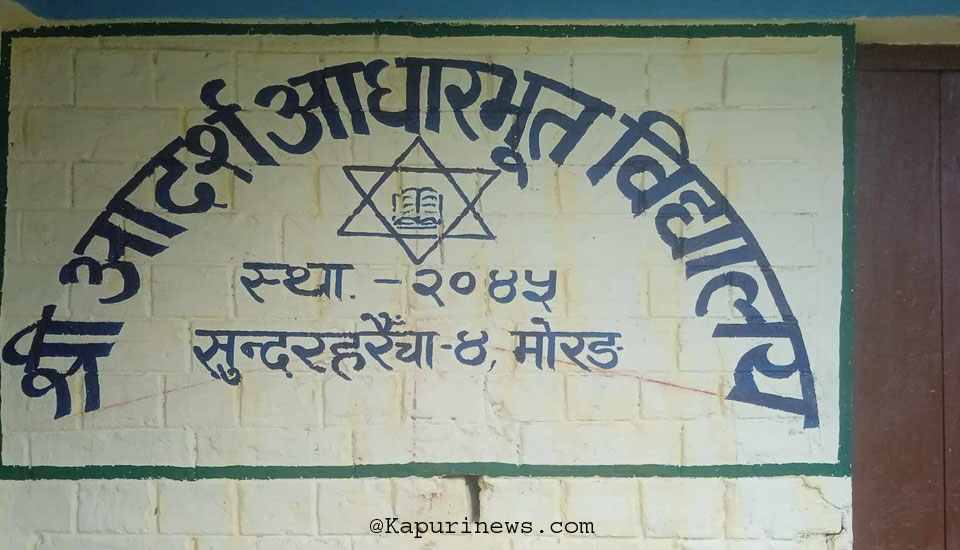 श्री आदर्श आधारभूत विद्यालय
स्था. - २०४५
सुन्दरहरैँचा-४, मोरङ
@Kapurinews.com